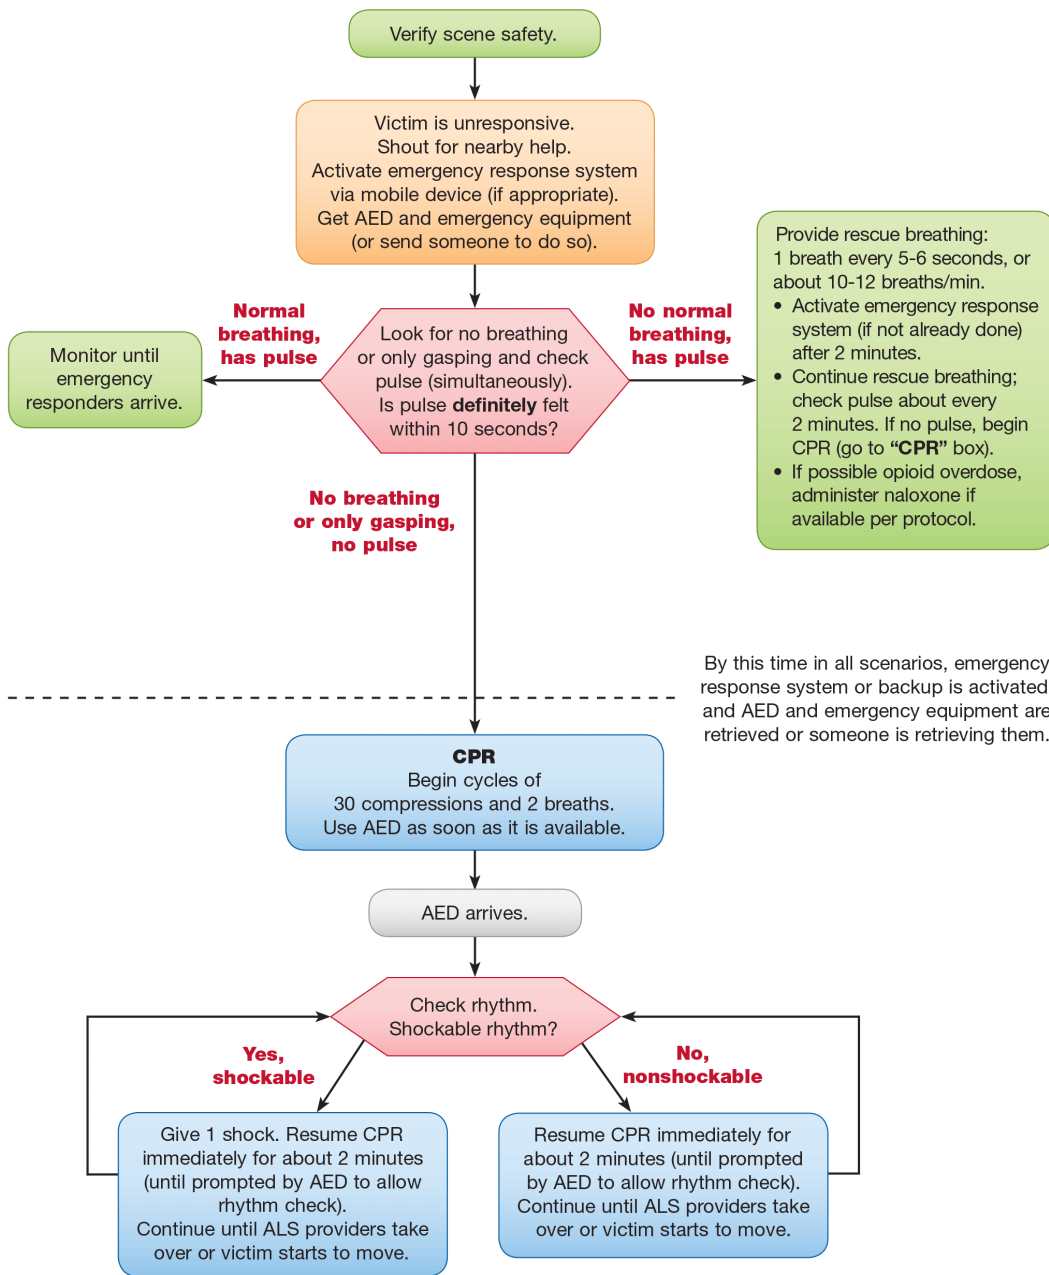 Verify scene safety.
Victim is unresponsive.
Shout for nearby help.
Activate emergency response system
via mobile device (if appropriate).
Get AED and emergency equipment
(or send someone to do so).
Normal
breathing,
has pulse
Monitor until
emergency
responders arrive.
Look for no breathing
or only gasping and check
pulse (simultaneously).
Is pulse definitely felt
within 10 seconds?
No normal
breathing,
has pulse
Provide rescue breathing:
1 breath every 5-6 seconds, or
about 10-12 breaths/min.
• Activate emergency response
system (if not already done)
after 2 minutes.
• Continue rescue breathing;
check pulse about every
2 minutes. If no pulse, begin
CPR (go to “CPR” box).
• If possible opioid overdose,
administer naloxone if
available per protocol.
No breathing
or only gasping,
no pulse
By this time in all scenarios, emergency
response system or backup is activated
and AED and emergency equipment are
retrieved or someone is retrieving them.
CPR
Begin cycles of
30 compressions and 2 breaths.
Use AED as soon as it is available.
AED arrives.
Check rhythm.
Shockable rhythm?
Yes,
shockable
No,
nonshockable
Give 1 shock. Resume CPR
immediately for about 2 minutes
(until prompted by AED to allow
rhythm check).
Continue until ALS providers take
over or victim starts to move.
Resume CPR immediately for
about 2 minutes (until prompted
by AED to allow rhythm check).
Continue until ALS providers take
over or victim starts to move.